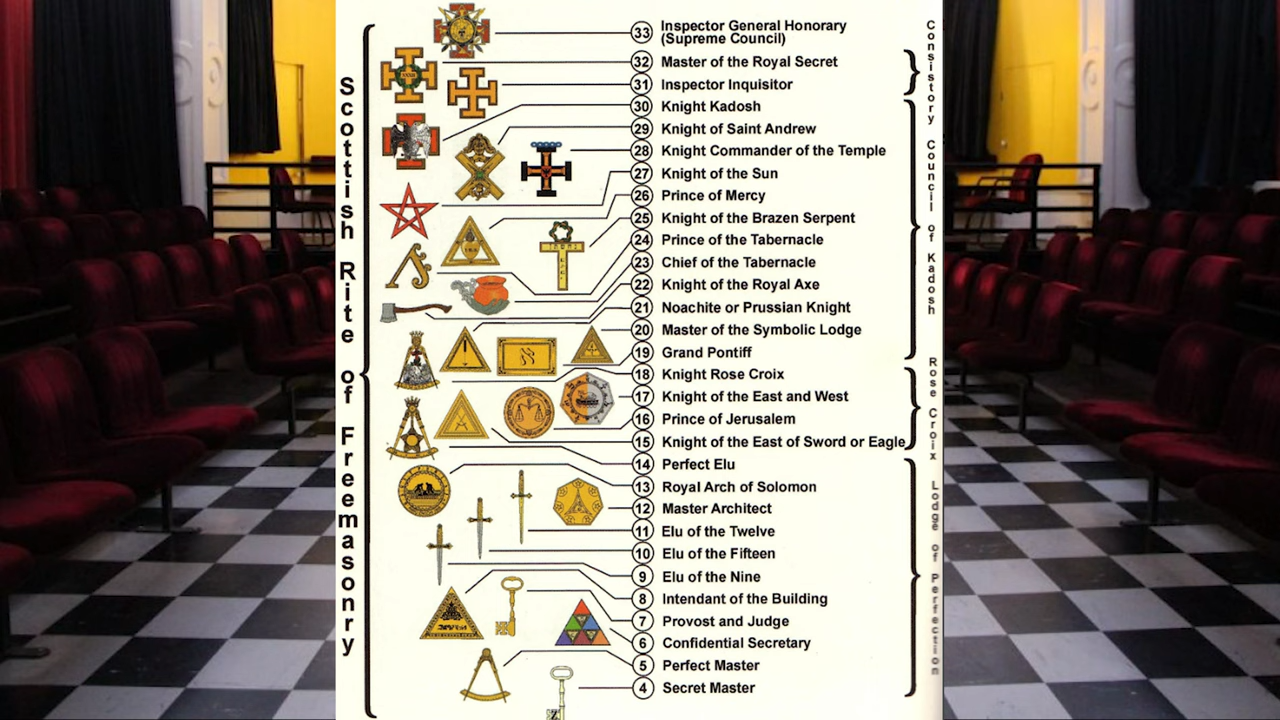 Scottish Rite of Freemasonry
33 Inspector General Honorary
(Supreme Council)
32 Master of the Royal Secret
31 Inspector Inquisitor
30 Knight Kadosh
29 Knight of Saint Andrew
28 Knight Commander of the Temple
27 Knight of the Sun
26 Prince of Mercy
25 Knight of the Brazen Serpent
24 Prince of the Tabernacle
23 Chief of the Tabernacle
22 Knight of the Royal Axe
21 Noachite or Prussian Knight
20 Master of the Symbolic Lodge
19 Grand Pontiff
18 Knight Rose Croix
17 Knight of the East and West
16 Prince of Jerusalem
15 Knight of the East of Sword or Eagle
14 Perfect Elu
13 Royal Arch of Solomon
12 Master Architect
11 Elu of the Twelve
10 Elu of the Fifteen
9 Elu of the Nine
8 Intendant of the Building
7 Provost and Judge
6 Confidential Secretary
5 Perfect Master
4 Secret Master
Consistory
Council of Kadosh
Rose Croix
Lodge of Perfection
Z